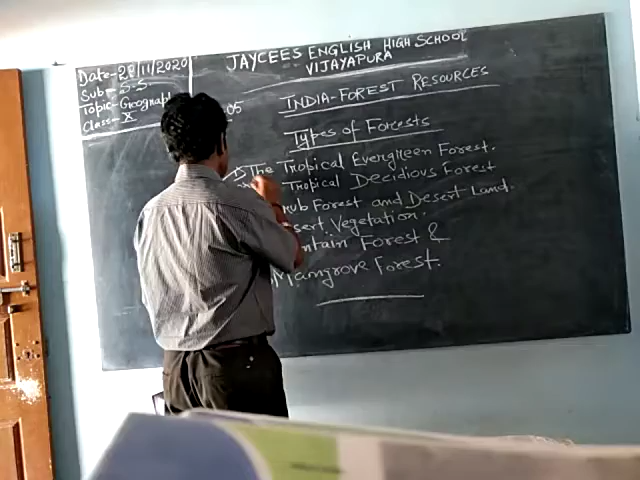 Date-28/11/2020
Sub:- S.S
Topic-Geograph
Class- X
JAYCEES ENGLISH HIGH SCHOOL
VIJAYAPURA
05
INDIA-FOREST RESOURCES
Types of Forests
The Tropical Evergreen Forest.
Tropical Decidious Forest
rub Forest and Desert Land.
sert Vegetation.
ntain Forest &
Mangrove Forest.